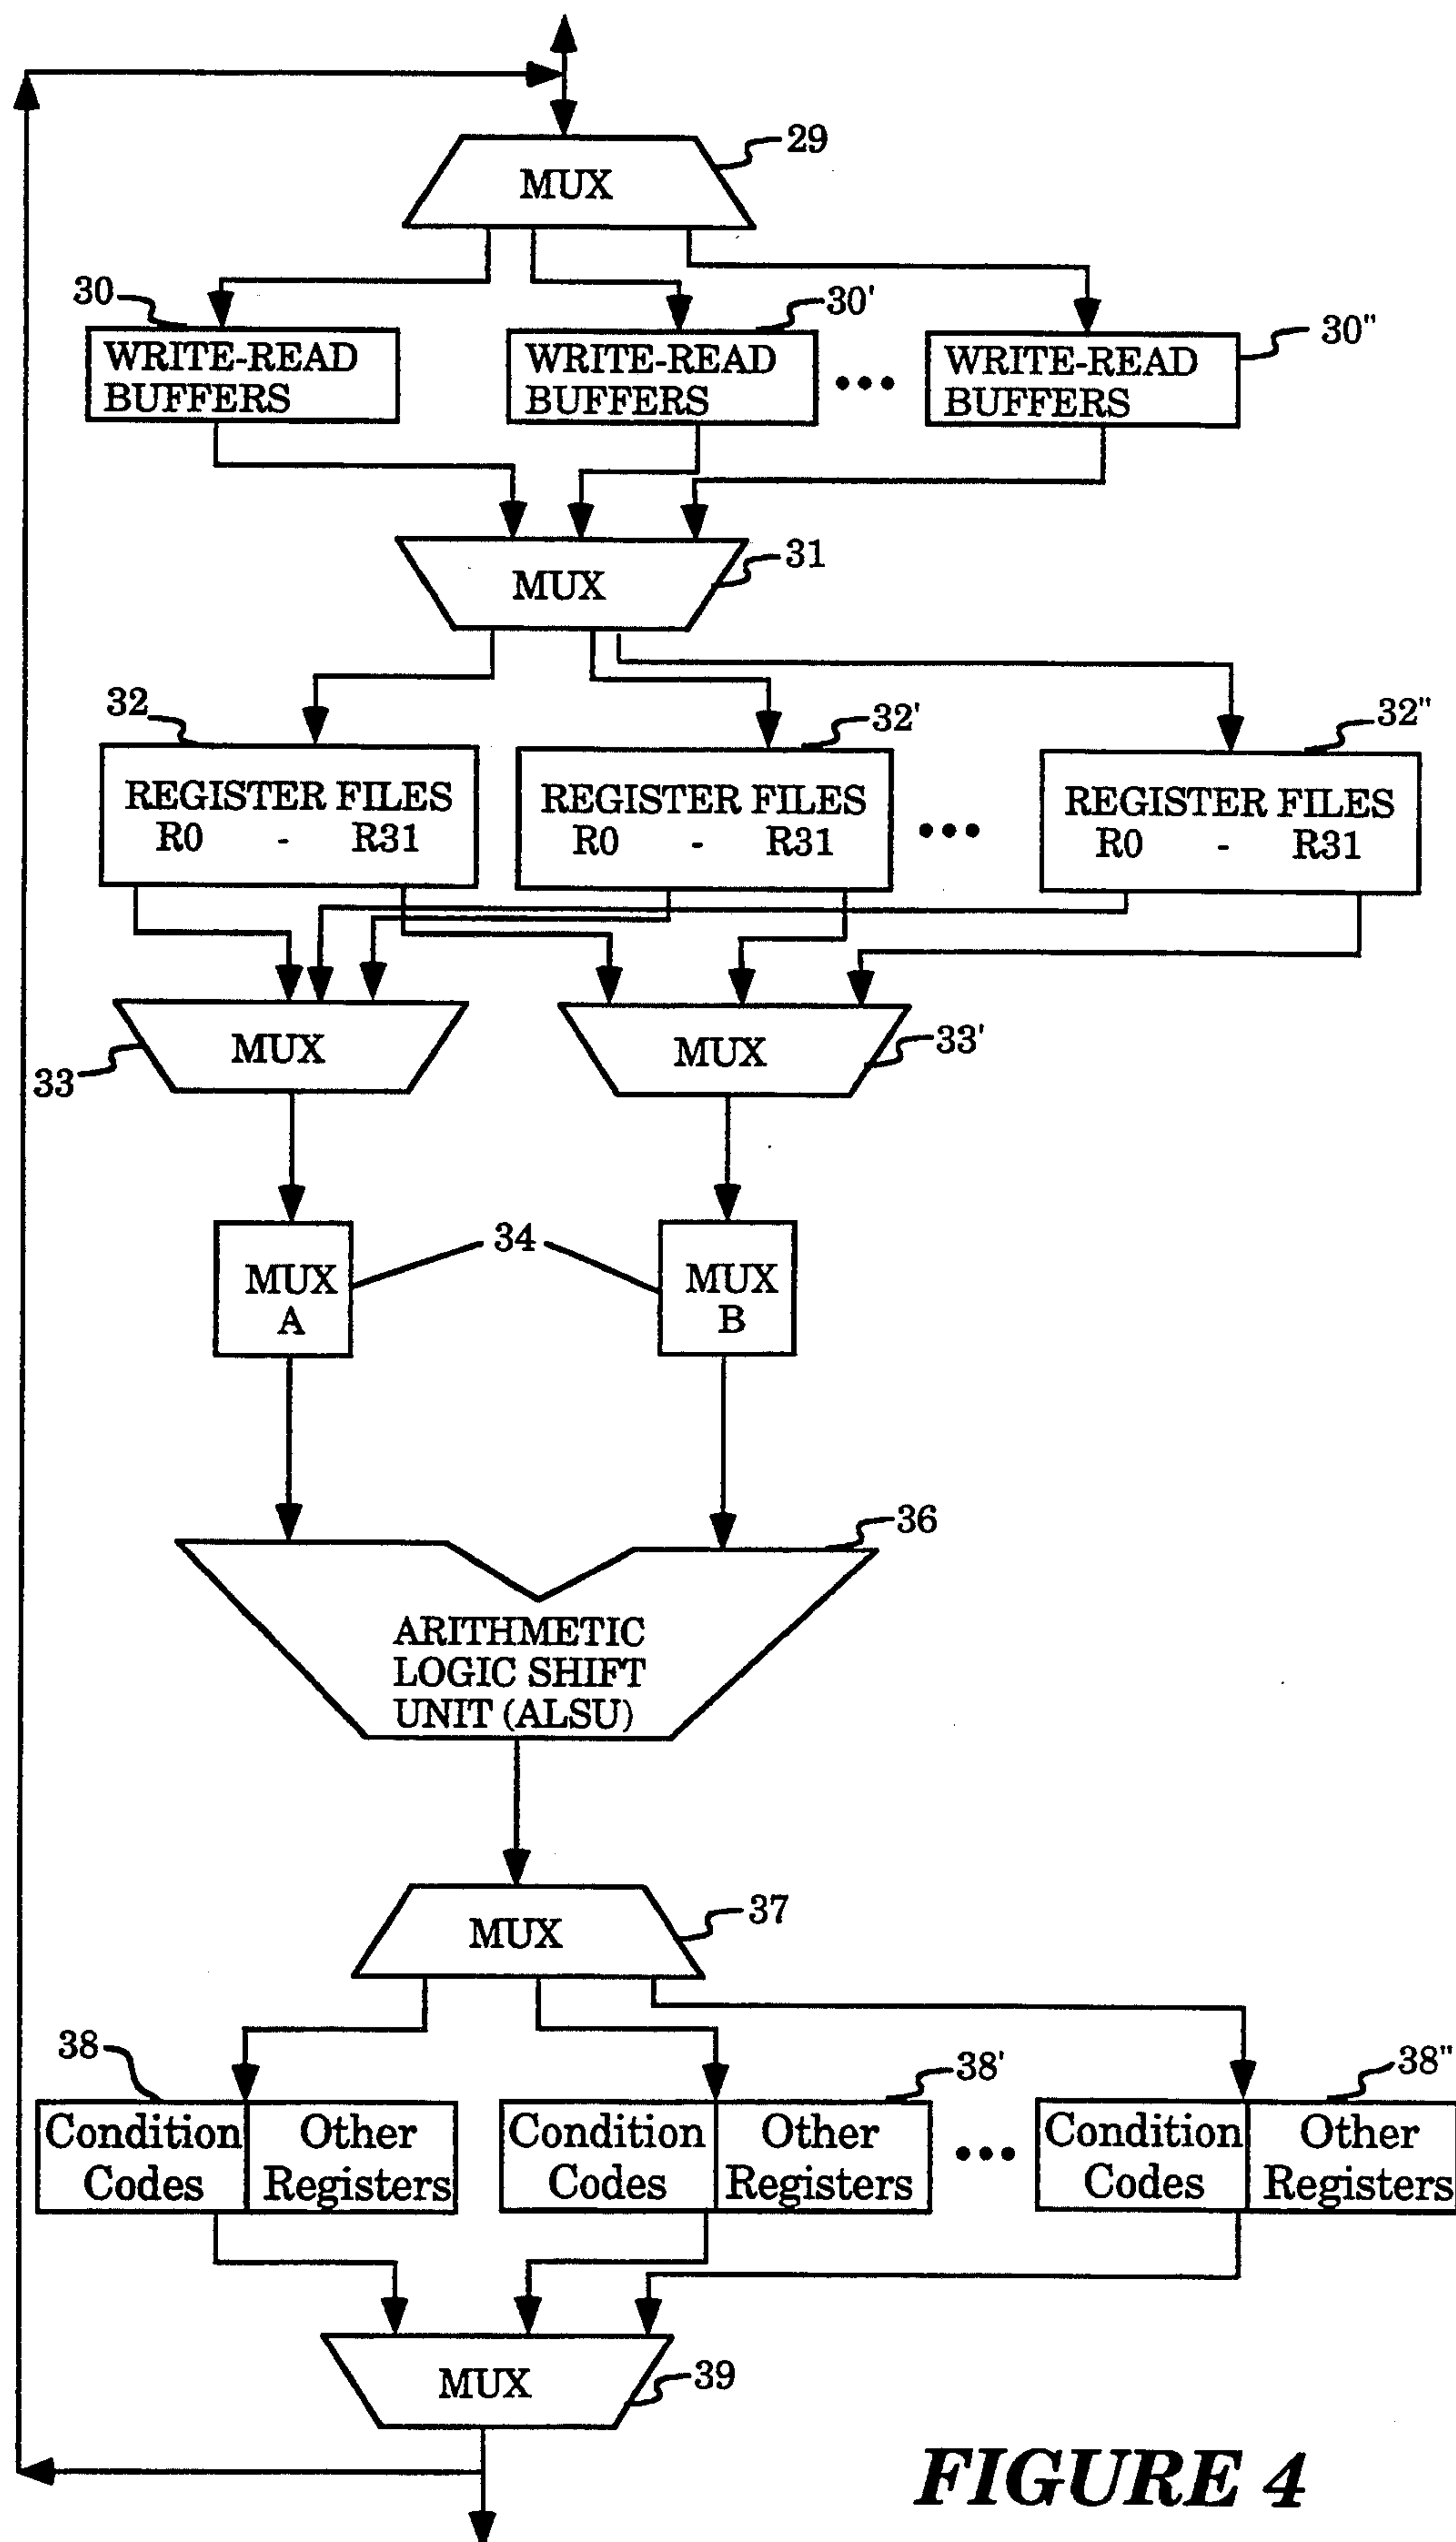 29
MUX
30
30'
30"
WRITE-READ
BUFFERS
WRITE-READ
BUFFERS
•••
WRITE-READ
BUFFERS
31
MUX
32
32'
32"
REGISTER FILES
R0 - R31
REGISTER FILES
R0 - R31
•••
REGISTER FILES
R0 - R31
33
MUX
MUX
33'
34
MUX
A
MUX
B
36
ARITHMETIC
LOGIC SHIFT
UNIT (ALSU)
MUX
37
38
38'
38"
Condition
Codes
Other
Registers
Condition
Codes
Other
Registers
•••
Condition
Codes
Other
Registers
MUX
39
FIGURE 4